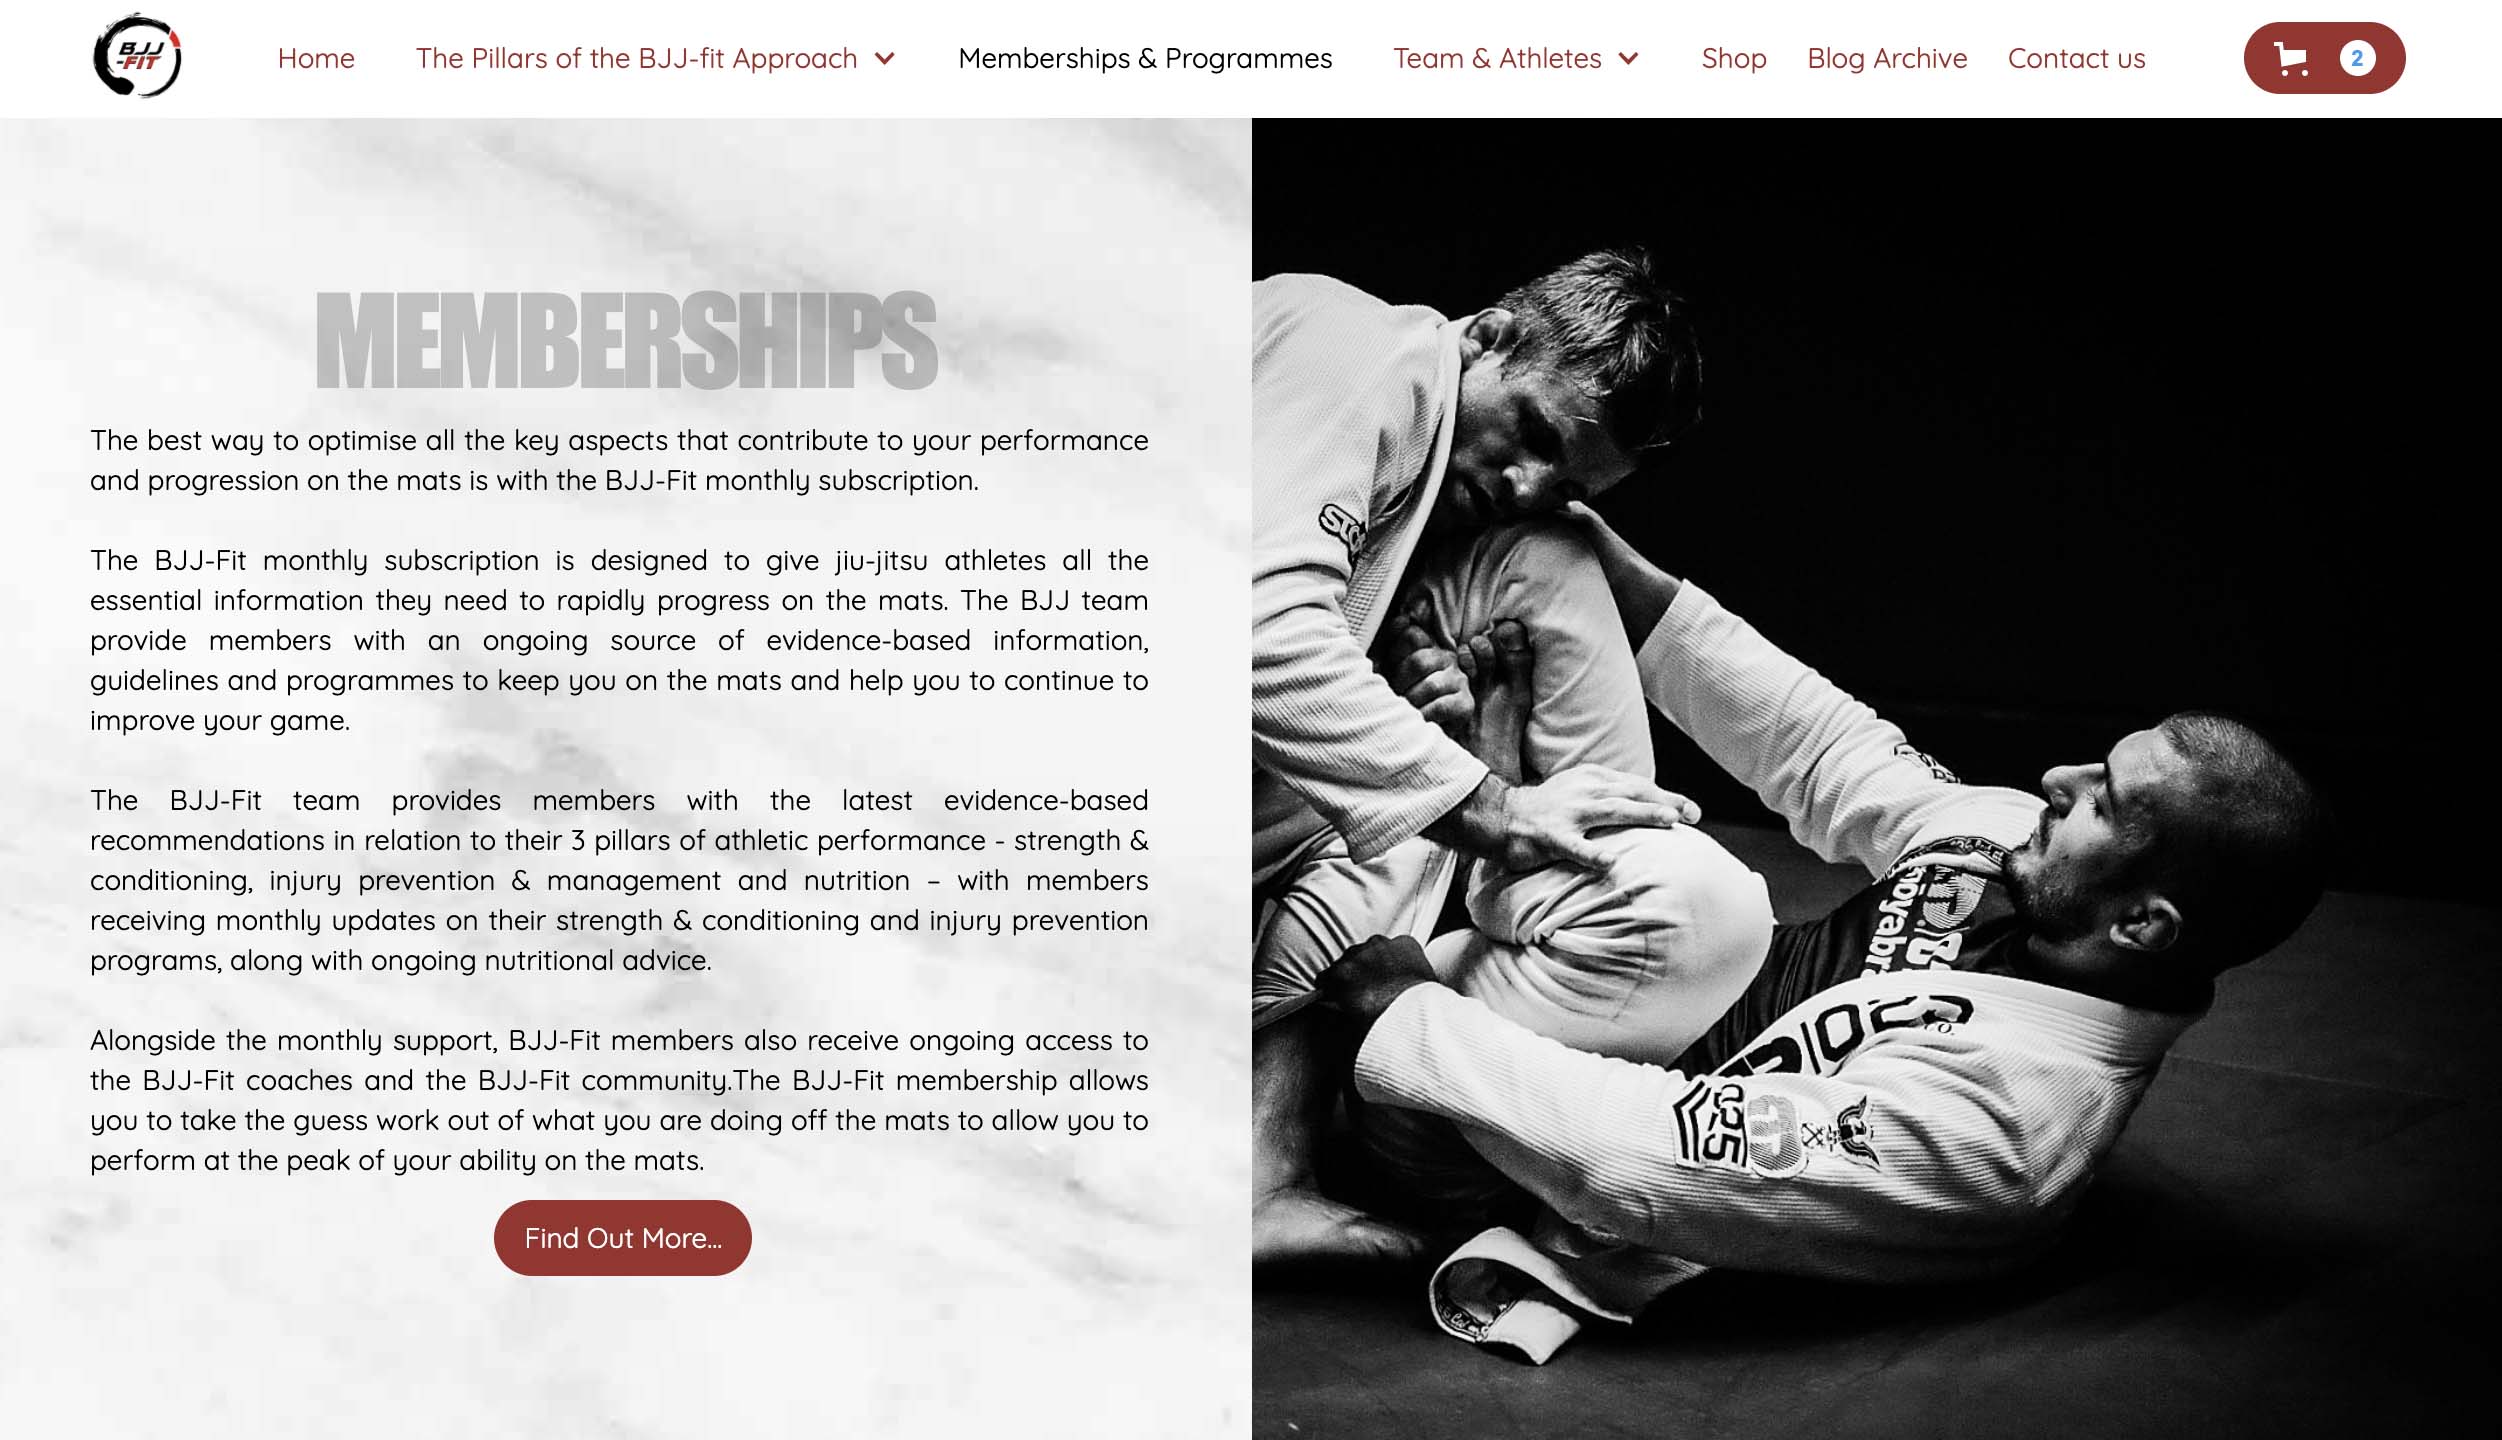 BJJ
-FIT
Home
The Pillars of the BJJ-fit Approach
Memberships & Programmes
Team & Athletes
Shop
Blog Archive
Contact us
2
MEMBERSHIPS
The best way to optimise all the key aspects that contribute to your performance
and progression on the mats is with the BJJ-Fit monthly subscription.
The BJJ-Fit monthly subscription is designed to give jiu-jitsu athletes all the
essential information they need to rapidly progress on the mats. The BJJ team
provide members with an ongoing source of evidence-based information,
guidelines and programmes to keep you on the mats and help you to continue to
improve your game.
The BJJ-Fit team provides members with the latest evidence-based
recommendations in relation to their 3 pillars of athletic performance - strength &
conditioning, injury prevention & management and nutrition – with members
receiving monthly updates on their strength & conditioning and injury prevention
programs, along with ongoing nutritional advice.
Alongside the monthly support, BJJ-Fit members also receive ongoing access to
the BJJ-Fit coaches and the BJJ-Fit community.The BJJ-Fit membership allows
you to take the guess work out of what you are doing off the mats to allow you to
perform at the peak of your ability on the mats.
Find Out More...